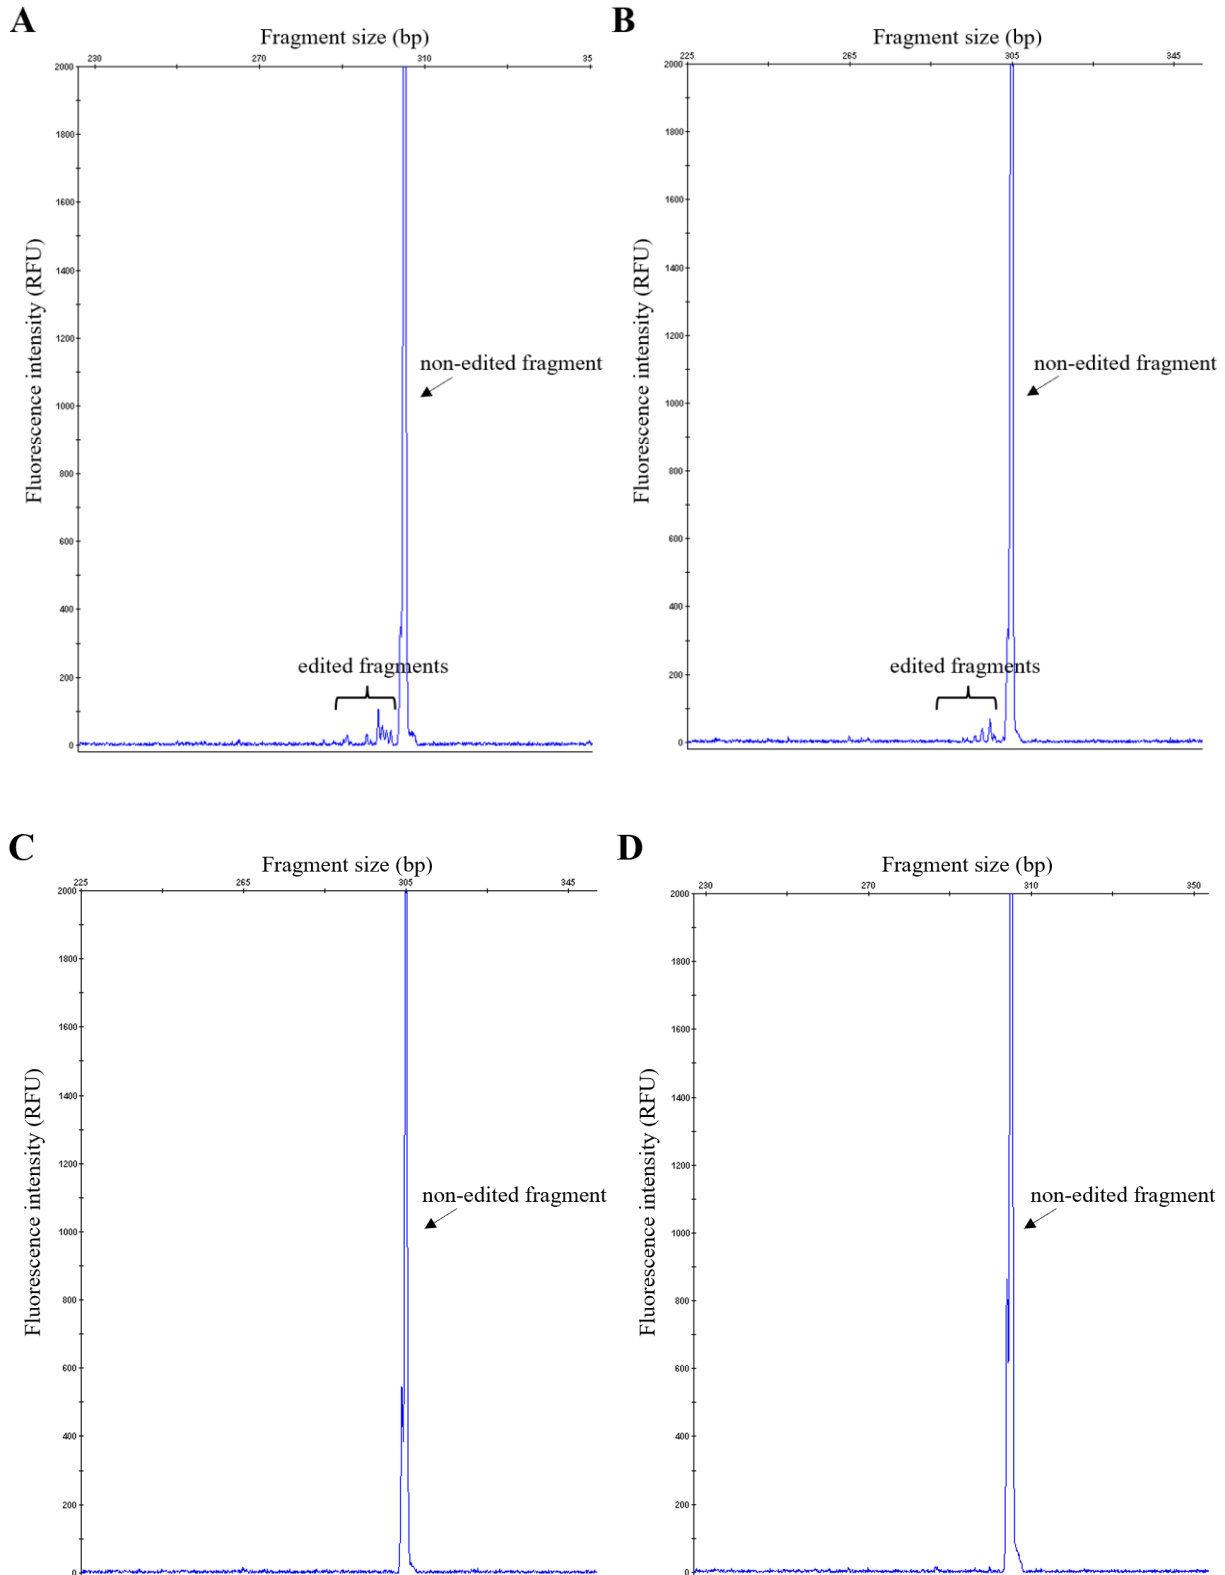 A
Fragment size (bp)
230 270 310 35
2000
1800
1600
1400
1200
1000
800
600
400
200
0
Fluorescence intensity (RFU)
non-edited fragment
edited fragments
B
Fragment size (bp)
225 265 305 345
2000
1800
1600
1400
1200
1000
800
600
400
200
0
Fluorescence intensity (RFU)
non-edited fragment
edited fragments
C
Fragment size (bp)
225 265 305 345
2000
1800
1600
1400
1200
1000
800
600
400
200
0
Fluorescence intensity (RFU)
non-edited fragment
D
Fragment size (bp)
230 270 310 350
2000
1800
1600
1400
1200
1000
800
600
400
200
0
Fluorescence intensity (RFU)
non-edited fragment